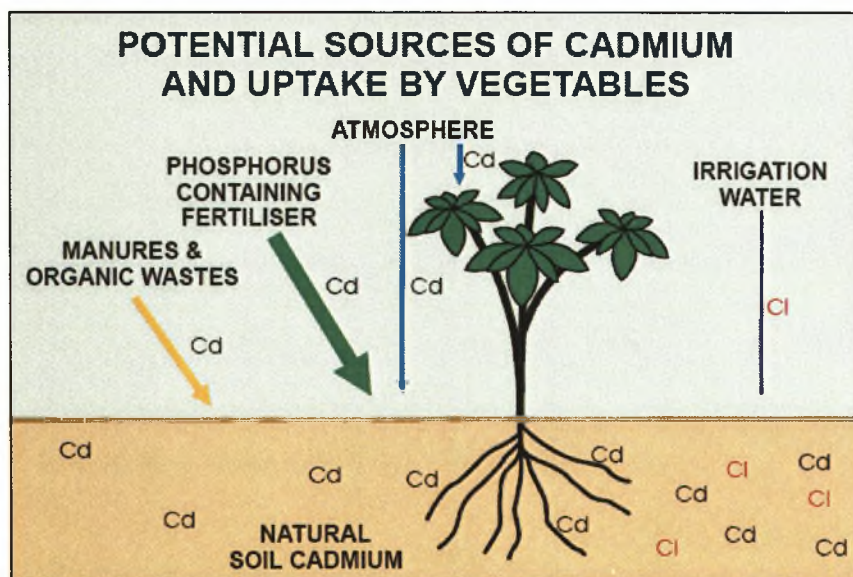 POTENTIAL SOURCES OF CADMIUM
AND UPTAKE BY VEGETABLES
ATMOSPHERE
Cd
PHOSPHORUS
CONTAINING
FERTILISER
IRRIGATION
WATER
MANURES &
ORGANIC WASTES
Cd
Cd
Cl
Cd
Cd
Cd
Cd
Cd
Cl
Cd
Cd
Cl
Cd
Cd
Cd
Cl
Cd
NATURAL
SOIL CADMIUM